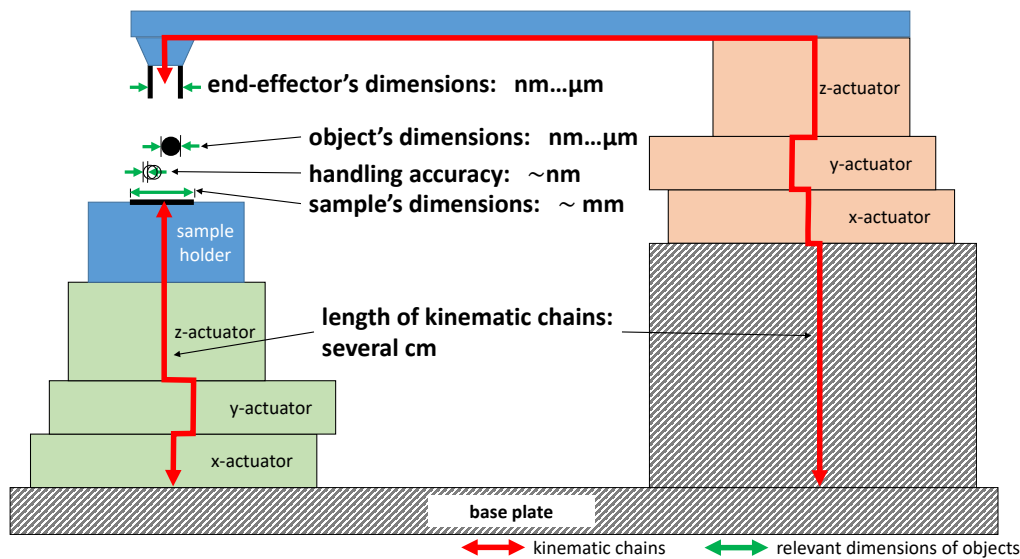 z-actuator
end-effector’s dimensions: nm...µm
object’s dimensions: nm...µm
y-actuator
handling accuracy: ~nm
sample’s dimensions: ~ mm
x-actuator
sample
holder
length of kinematic chains:
several cm
z-actuator
y-actuator
x-actuator
base plate
kinematic chains
relevant dimensions of objects